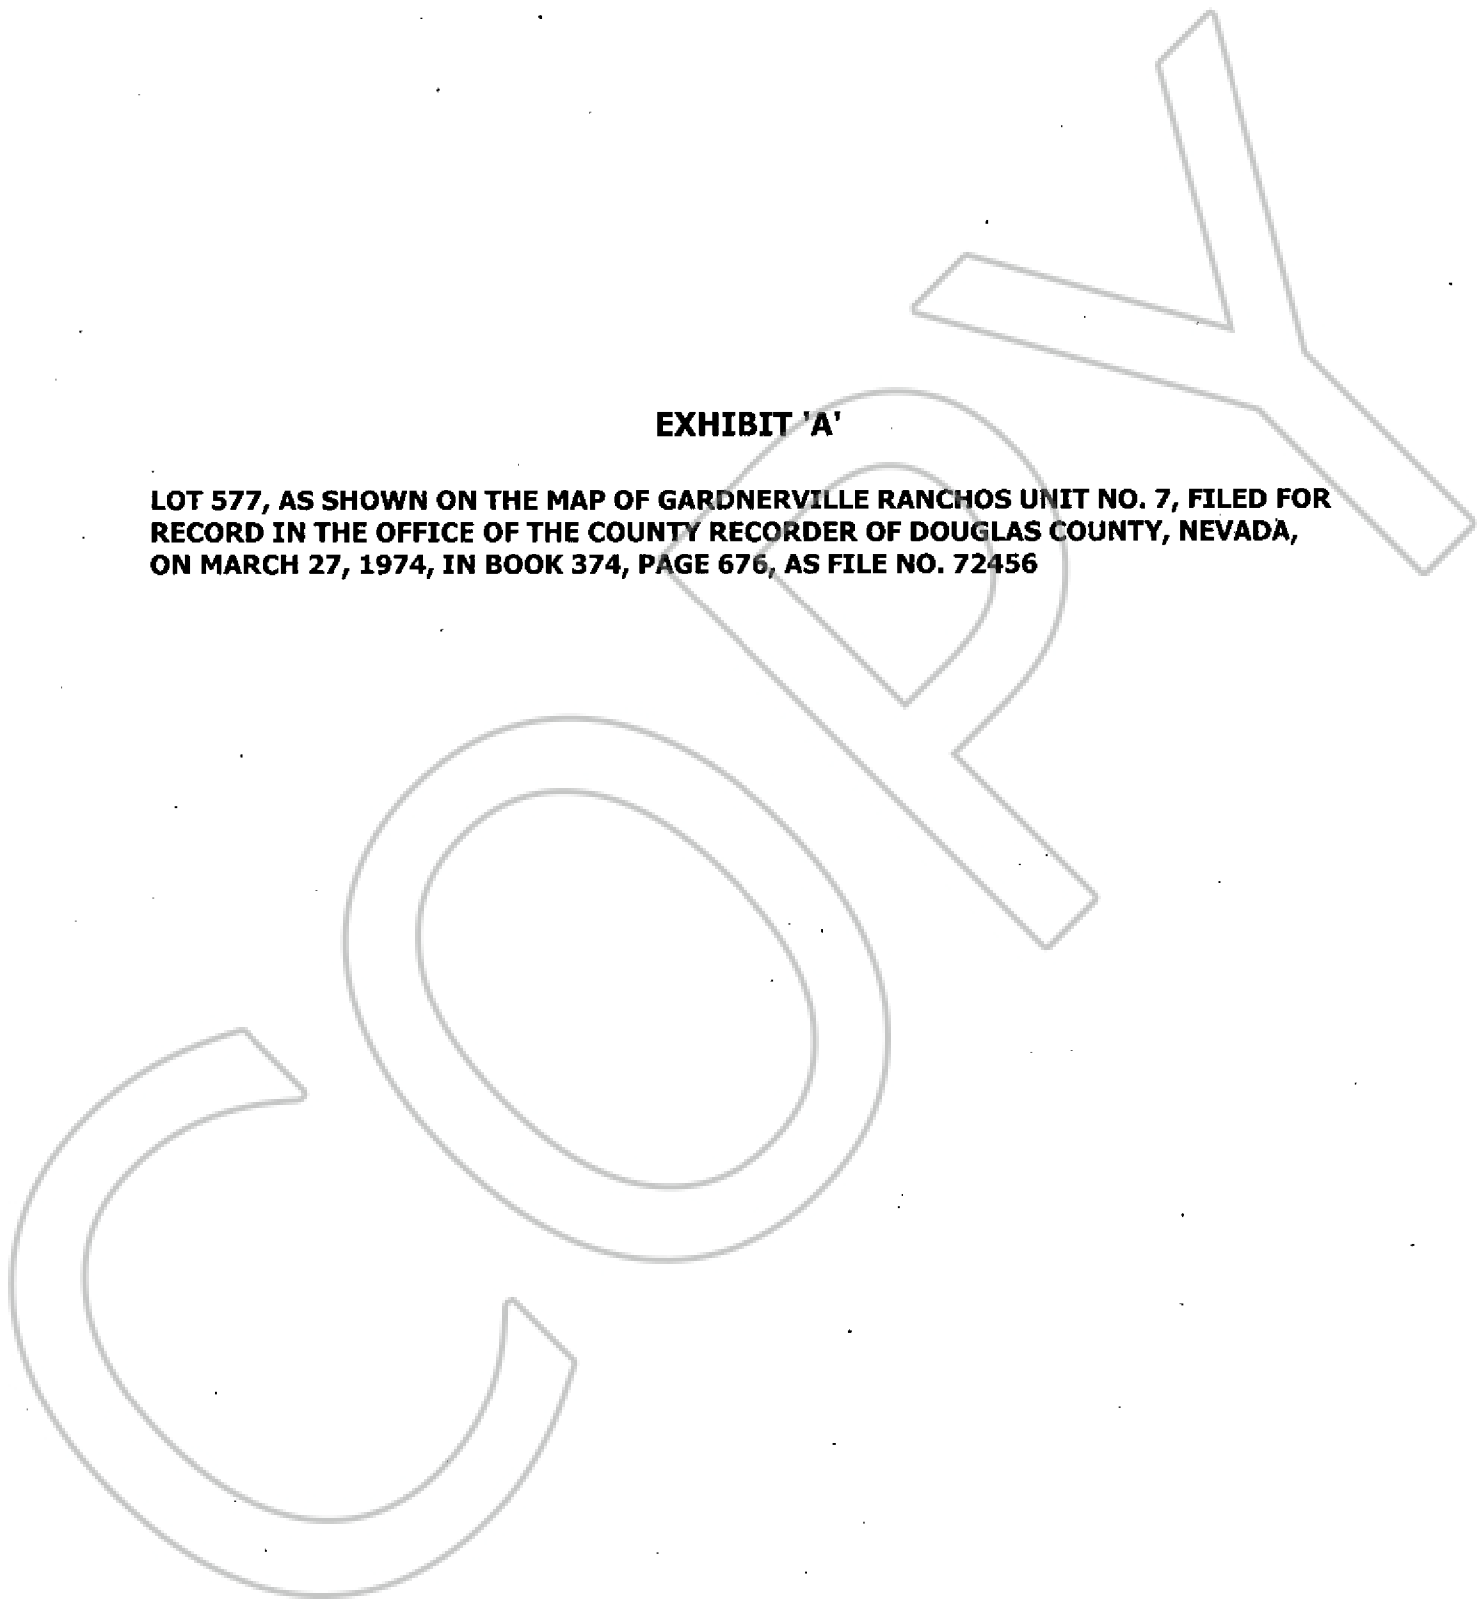 EXHIBIT 'A'
LOT 577, AS SHOWN ON THE MAP OF GARDNERVILLE RANCHOS UNIT NO. 7, FILED FOR
RECORD IN THE OFFICE OF THE COUNTY RECORDER OF DOUGLAS COUNTY, NEVADA,
ON MARCH 27, 1974, IN BOOK 374, PAGE 676, AS FILE NO. 72456
COPY